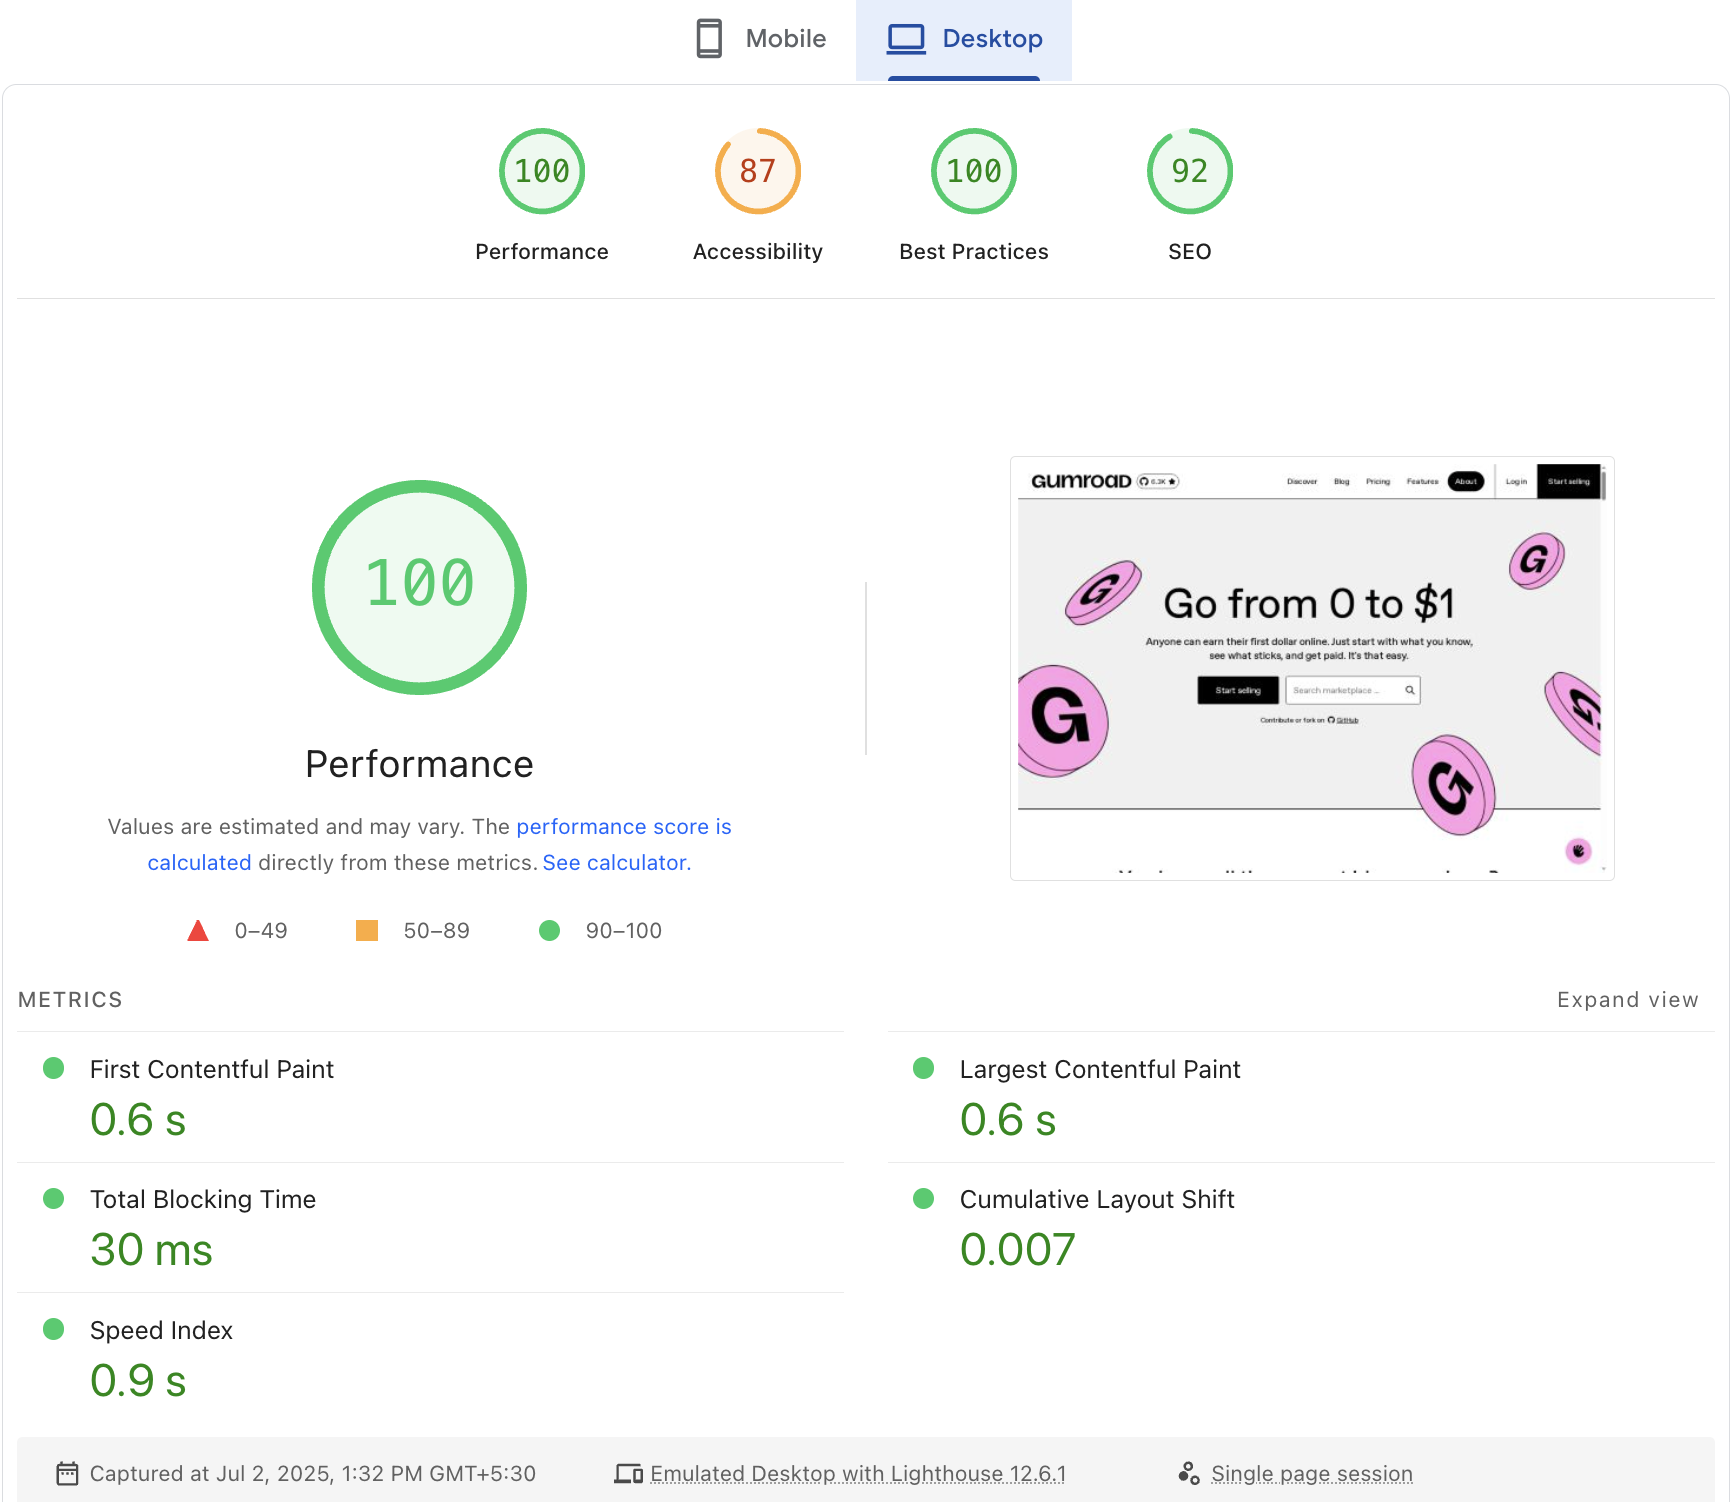 Mobile
Desktop
100
87
100
92
Performance
Accessibility
Best Practices
SEO
100
Performance
Values are estimated and may vary. The performance score is
calculated directly from these metrics. See calculator.
0–49
50–89
90–100
GUMROAD
6.3K
Discover
Blog
Pricing
Features
About
Login
Start selling
Go from 0 to $1
Anyone can earn their first dollar online. Just start with what you know,
see what sticks, and get paid. It's that easy.
Start selling
Search marketplace ...
Contribute or fork on GitHub
G
G
G
G
G
METRICS
Expand view
First Contentful Paint
0.6 s
Largest Contentful Paint
0.6 s
Total Blocking Time
30 ms
Cumulative Layout Shift
0.007
Speed Index
0.9 s
Captured at Jul 2, 2025, 1:32 PM GMT+5:30
Emulated Desktop with Lighthouse 12.6.1
Single page session